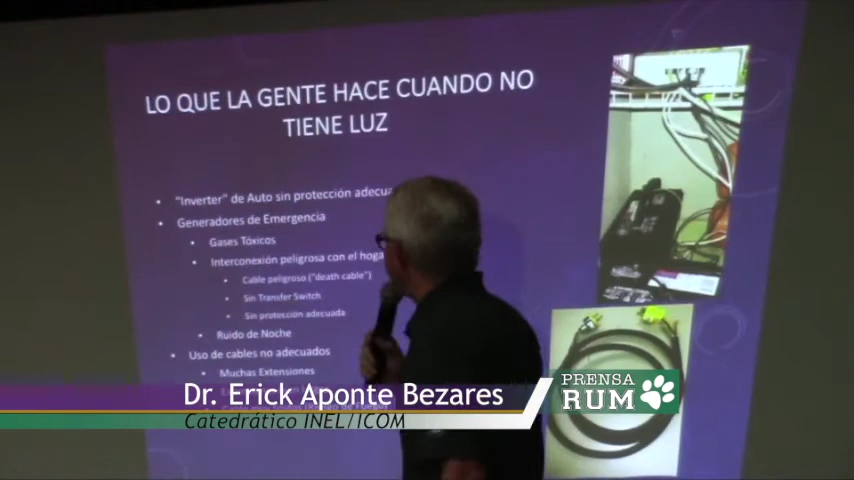 LO QUE LA GENTE HACE CUANDO NO
TIENE LUZ
• "Inverter" de Auto sin protección
• Generadores de Emergencia
• Gases Tóxicos
• Interconexión peligrosa con el
• Cable peligroso ("death cable")
• Sin Transfer Switch
• Sin protección adecuada
• Ruido de Noche
• Uso de cables no adecuados
• Muchas Extensiones
Dr. Erick Aponte Bezares
Catedrático INEL/ICOM
PRENSA
RUM